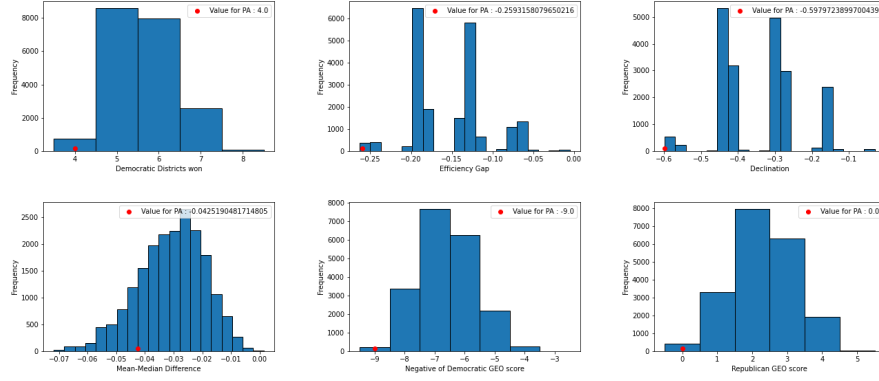 Value for PA : 4.0
Frequency
8000
6000
4000
2000
0
4 5 6 7 8
Democratic Districts won
Value for PA : -0.2593158079650216
Frequency
6000
5000
4000
3000
2000
1000
0
−0.25 −0.20 −0.15 −0.10 −0.05 0.00
Efficiency Gap
Value for PA : -0.597972389970043
Frequency
5000
4000
3000
2000
1000
0
−0.6 −0.5 −0.4 −0.3 −0.2 −0.1
Declination
Value for PA : -0.0425190481714805
Frequency
2500
2000
1500
1000
500
0
−0.07 −0.06 −0.05 −0.04 −0.03 −0.02 −0.01 0.00
Mean-Median Difference
Value for PA : -9.0
Frequency
8000
7000
6000
5000
4000
3000
2000
1000
0
−9 −8 −7 −6 −5 −4 −3
Negative of Democratic GEO score
Value for PA : 0.0
Frequency
8000
7000
6000
5000
4000
3000
2000
1000
0
0 1 2 3 4 5
Republican GEO score